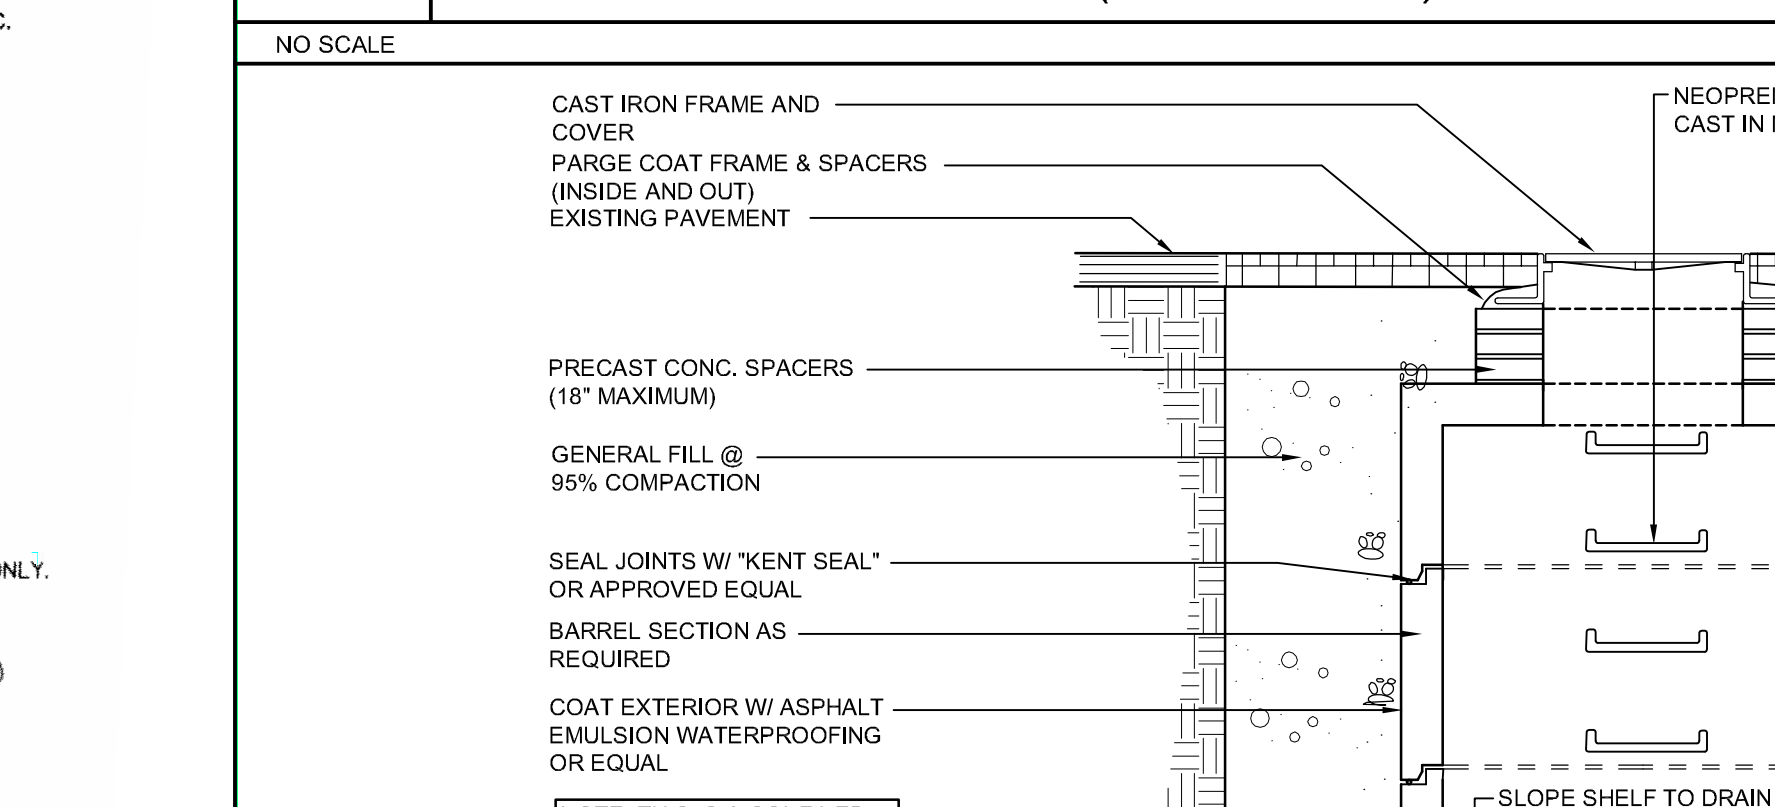 NO SCALE
CAST IRON FRAME AND
COVER
PARGE COAT FRAME & SPACERS
(INSIDE AND OUT)
EXISTING PAVEMENT
PRECAST CONC. SPACERS
(18" MAXIMUM)
GENERAL FILL @
95% COMPACTION
SEAL JOINTS W/ "KENT SEAL"
OR APPROVED EQUAL
BARREL SECTION AS
REQUIRED
COAT EXTERIOR W/ ASPHALT
EMULSION WATERPROOFING
OR EQUAL
CAST IN
SLOPE SHELF TO DRAIN